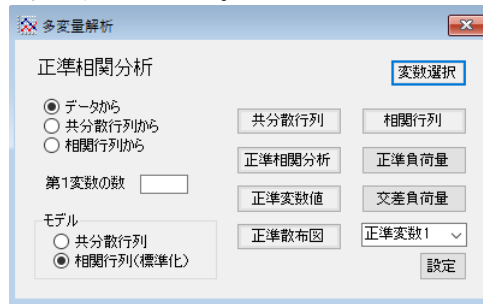 多変量解析
正準相関分析
変数選択
データから
共分散行列から
相関行列から
共分散行列
相関行列
正準相関分析
正準負荷量
第1変数の数
正準変数値
交差負荷量
モデル
共分散行列
相関行列(標準化)
正準散布図
正準変数1
設定